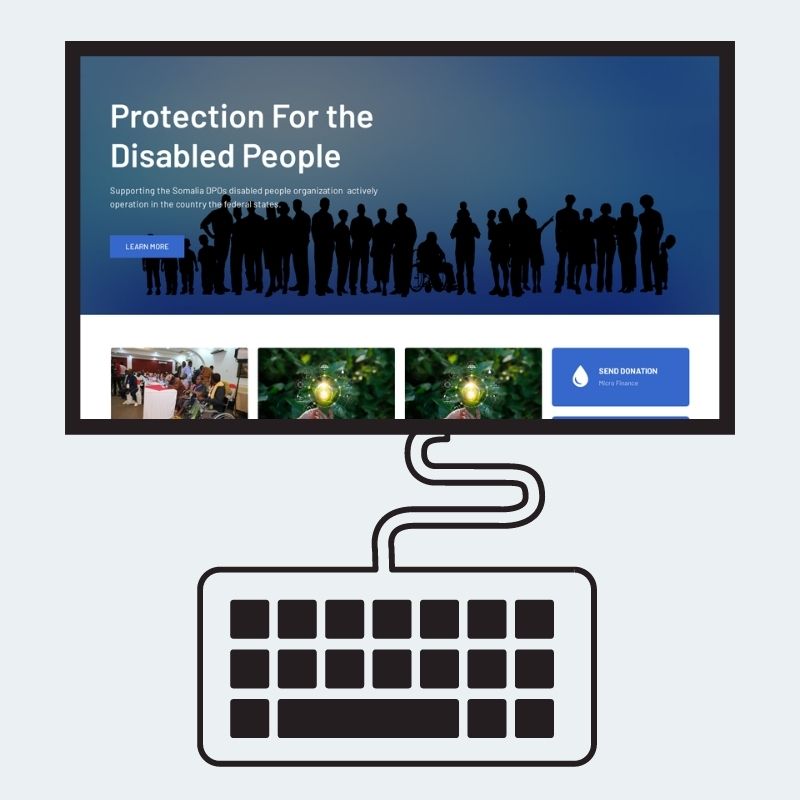 Protection For the
Disabled People
Supporting the Somalia OPOs disabled people organization actively
operation in the country the federal states.
LEARN MORE
SEND DONATION
Micro Finance